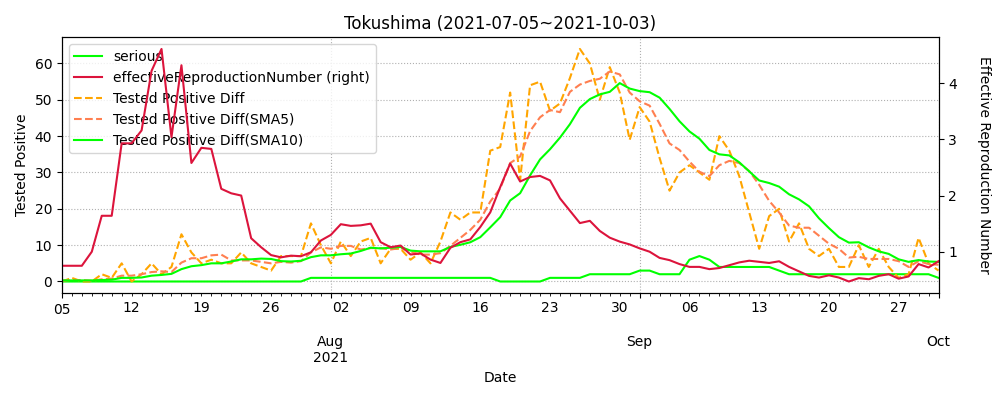 Tokushima (2021-07-05~2021-10-03)
serious
effectiveReproductionNumber (right)
Tested Positive Diff
Tested Positive Diff(SMA5)
Tested Positive Diff(SMA10)
Tested Positive
60
50
40
30
20
10
0
4
3
2
1
Effective Reproduction Number
05 12 19 26 02 09 16 23 30 06 13 20 27
Aug Sep Oct
2021
Date